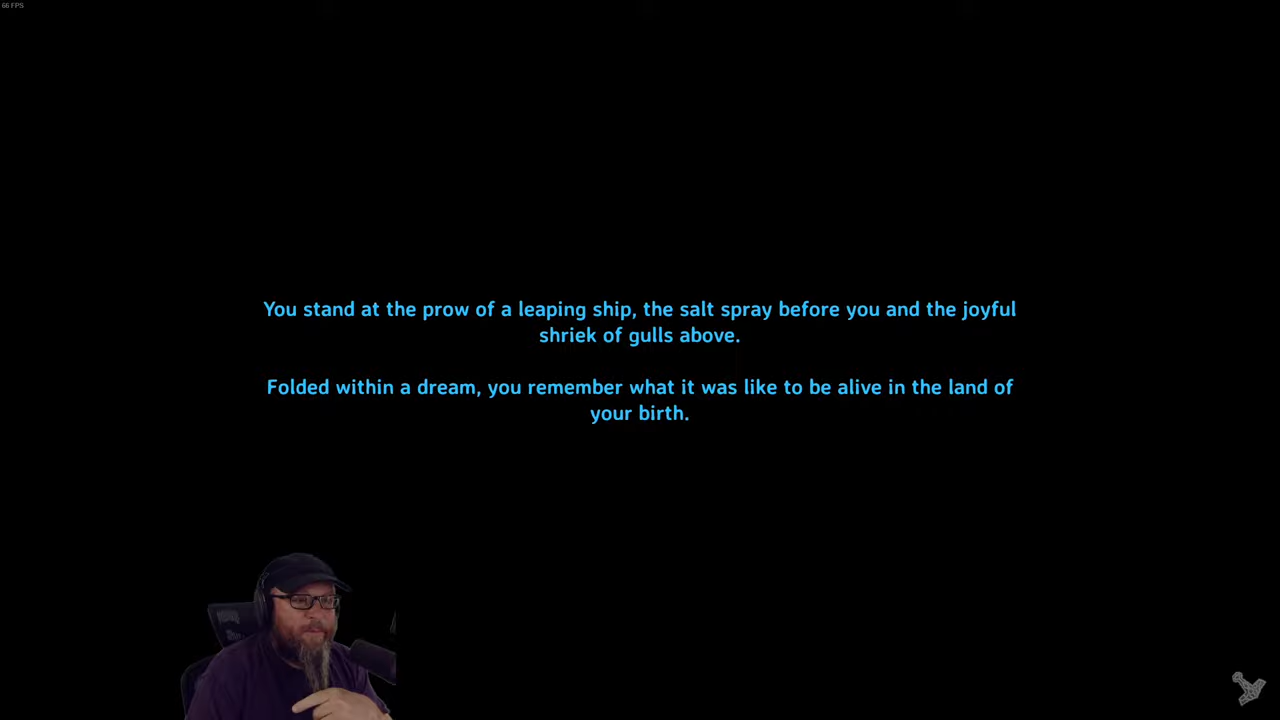 66 FPS
You stand at the prow of a leaping ship, the salt spray before you and the joyful
shriek of gulls above.
Folded within a dream, you remember what it was like to be alive in the land of
your birth.